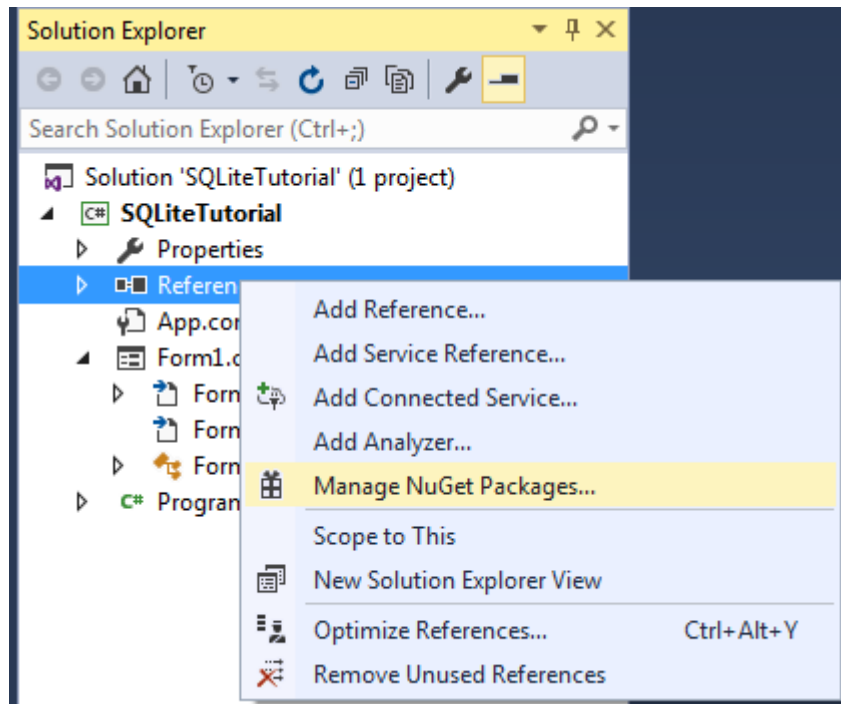 Solution Explorer
Search Solution Explorer (Ctrl+;)
Solution 'SQLiteTutorial' (1 project)
C# SQLiteTutorial
Properties
Referen
App.con
Form1.c
Form
Form
Form
C# Program
Add Reference...
Add Service Reference...
Add Connected Service...
Add Analyzer...
Manage NuGet Packages...
Scope to This
New Solution Explorer View
Optimize References... Ctrl+Alt+Y
Remove Unused References